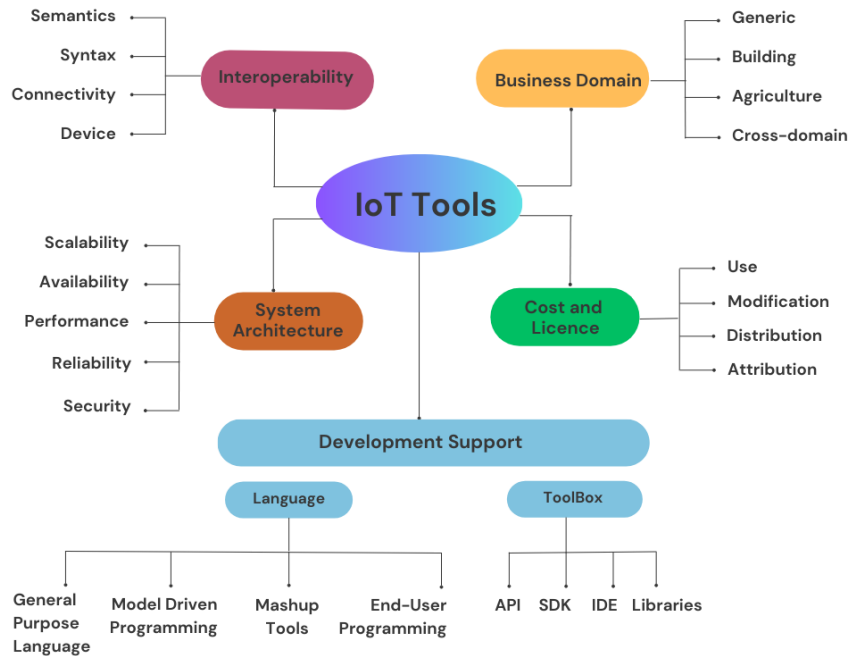 Semantics
Syntax
Connectivity
Device
Interoperability
Business Domain
Generic
Building
Agriculture
Cross-domain
IoT Tools
Scalability
Availability
Performance
Reliability
Security
System
Architecture
Cost and
Licence
Use
Modification
Distribution
Attribution
Development Support
Language
ToolBox
General
Purpose
Language
Model Driven
Programming
Mashup
Tools
End-User
Programming
API
SDK
IDE
Libraries